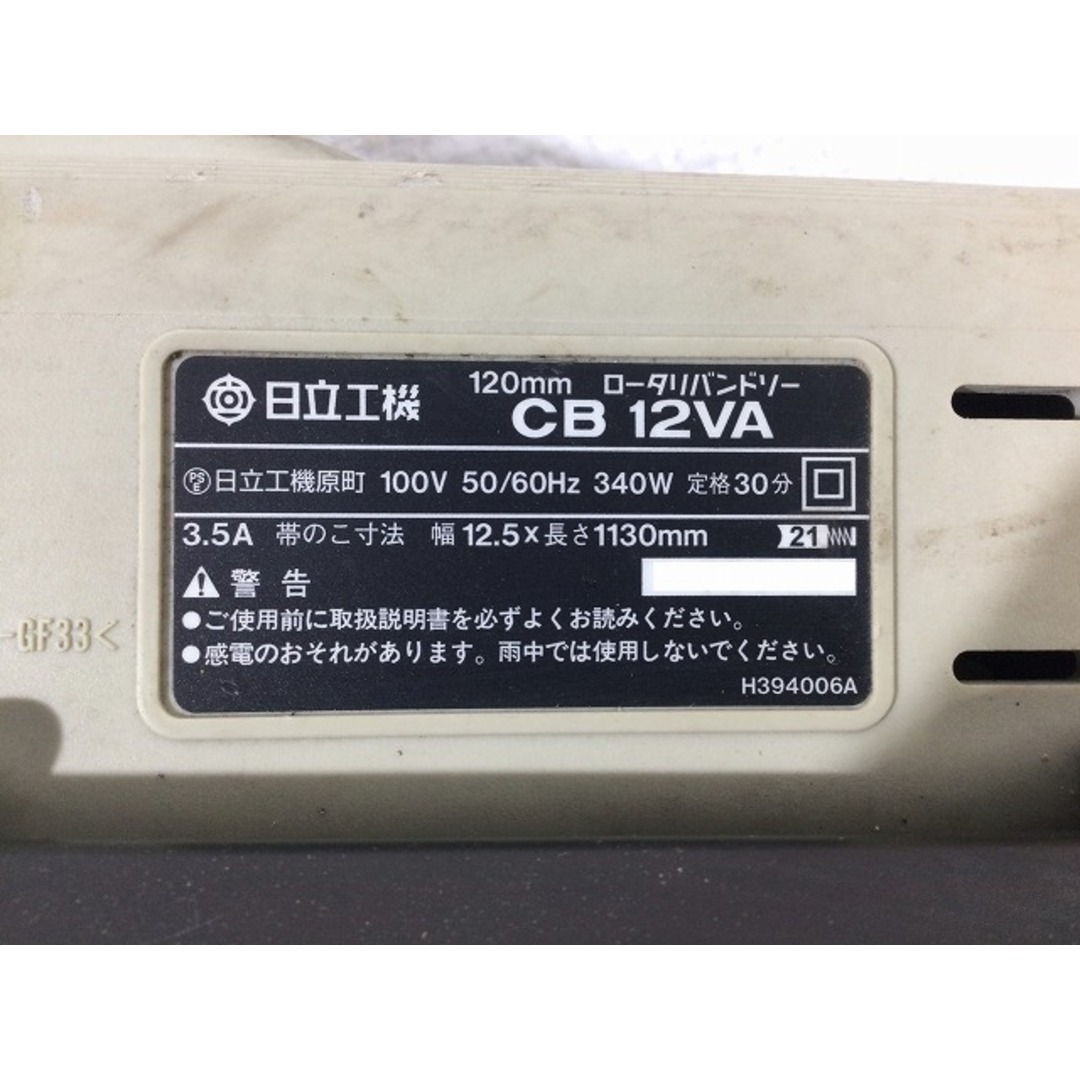 日立工機
120mm ロータリバンドソー
CB 12VA
PSE 日立工機原町 100V 50/60Hz 340W 定格30分
3.5A 帯のこ寸法 幅12.5×長さ1130mm 21
警告
●ご使用前に取扱説明書を必ずよくお読みください。
●感電のおそれがあります。雨中では使用しないでください。
H394006A
GF33<